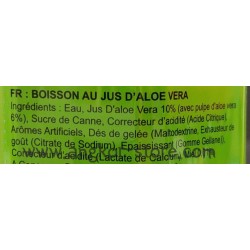 FR : BOISSON AU JUS D'ALOE VERA
Ingrédients : Eau, Jus D'aloe Vera 10% (avec pulpe d'aloe vera
6%), Sucre de Canne, Correcteur d'acidité (Acide Citrique),
Arômes Artificiels, Dés de gelée (Maltodextrine, Exhausteur de
goût (Citrate de Sodium), Epaississant (Gomme Gellane)),
Correcteur d'acidité (Lactate de Calcium)